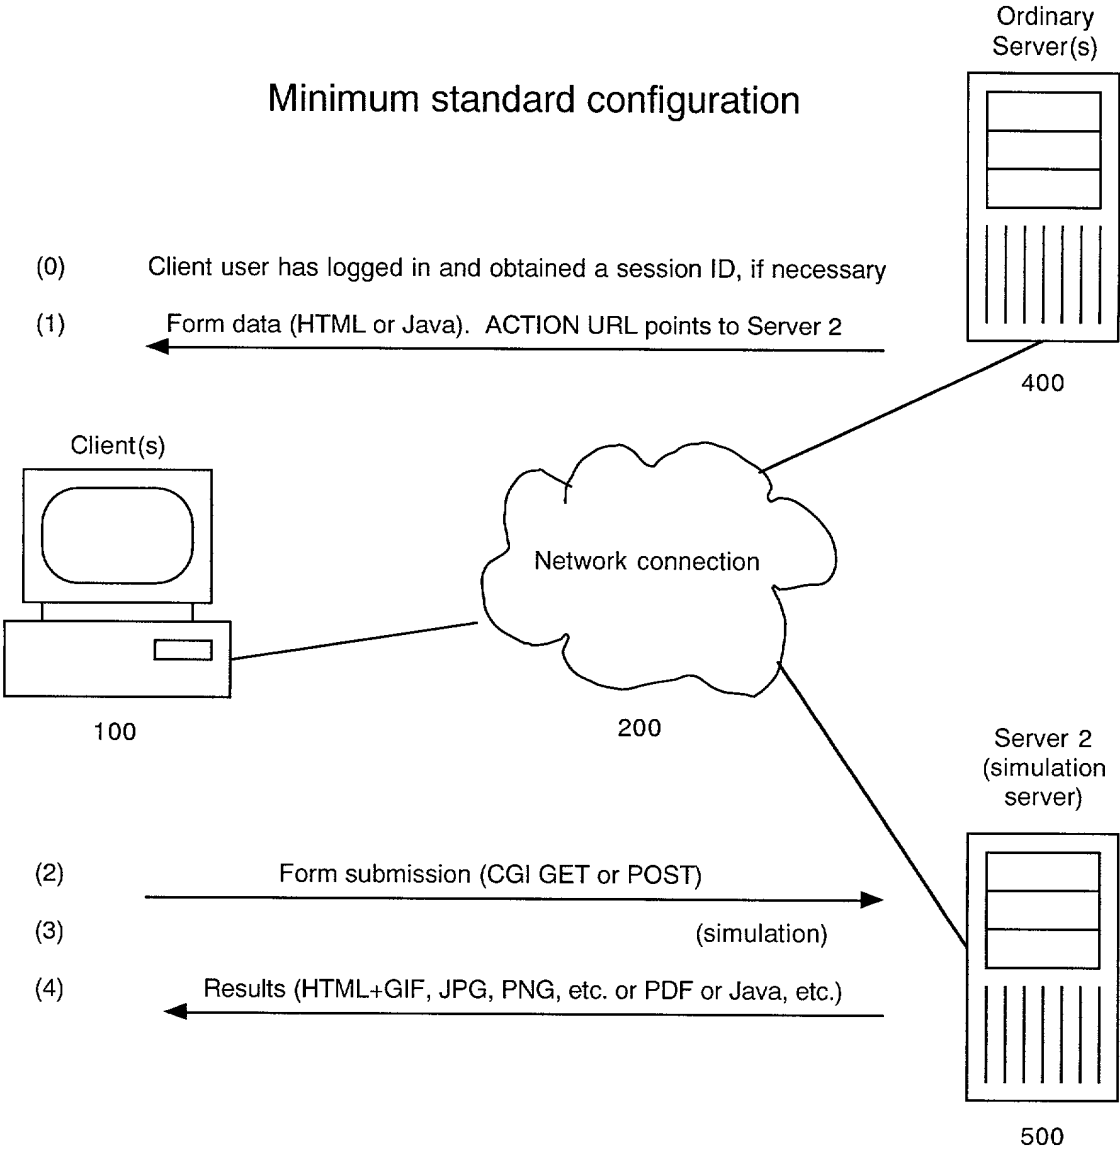 Ordinary
Server(s)
Minimum standard configuration
(0) Client user has logged in and obtained a session ID, if necessary
(1) Form data (HTML or Java). ACTION URL points to Server 2
400
Client(s)
Network connection
100
200
Server 2
(simulation
server)
(2) Form submission (CGI GET or POST)
(3) (simulation)
(4) Results (HTML+GIF, JPG, PNG, etc. or PDF or Java, etc.)
500